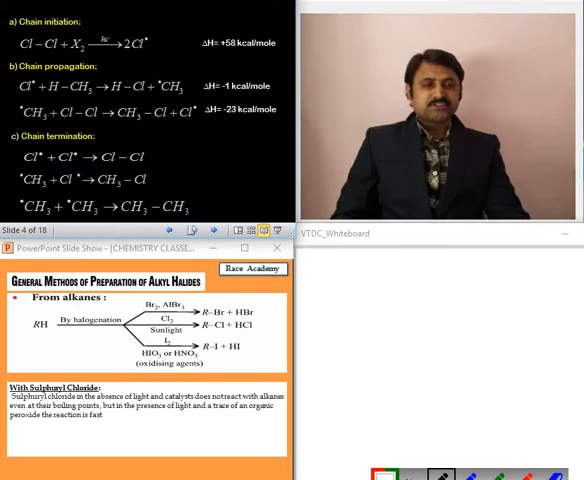 a) Chain initiation:
Cl – Cl + X₂ —hν→ 2Cl• ΔH= +58 kcal/mole
b) Chain propagation:
Cl• + H – CH₃ → H – Cl + •CH₃ ΔH= -1 kcal/mole
•CH₃ + Cl – Cl → CH₃ – Cl + Cl• ΔH= -23 kcal/mole
c) Chain termination:
Cl• + Cl• → Cl – Cl
•CH₃ + Cl• → CH₃ – Cl
•CH₃ + •CH₃ → CH₃ – CH₃
Slide 4 of 18
VTDC_Whiteboard
PowerPoint Slide Show - [CHEMISTRY CLASSE...
Race Academy
GENERAL METHODS OF PREPARATION OF ALKYL HALIDES
• From alkanes :
Br₂, AlBr₃
R–Br + HBr
RH By halogenation Cl₂
Sunlight
R–Cl + HCl
I₂
HIO₃ or HNO₃
(oxidising agents)
R–I + HI
With Sulphuryl Chloride :
Sulphuryl chloride in the absence of light and catalysts does not react with alkanes
even at their boiling points, but in the presence of light and a trace of an organic
peroxide the reaction is fast